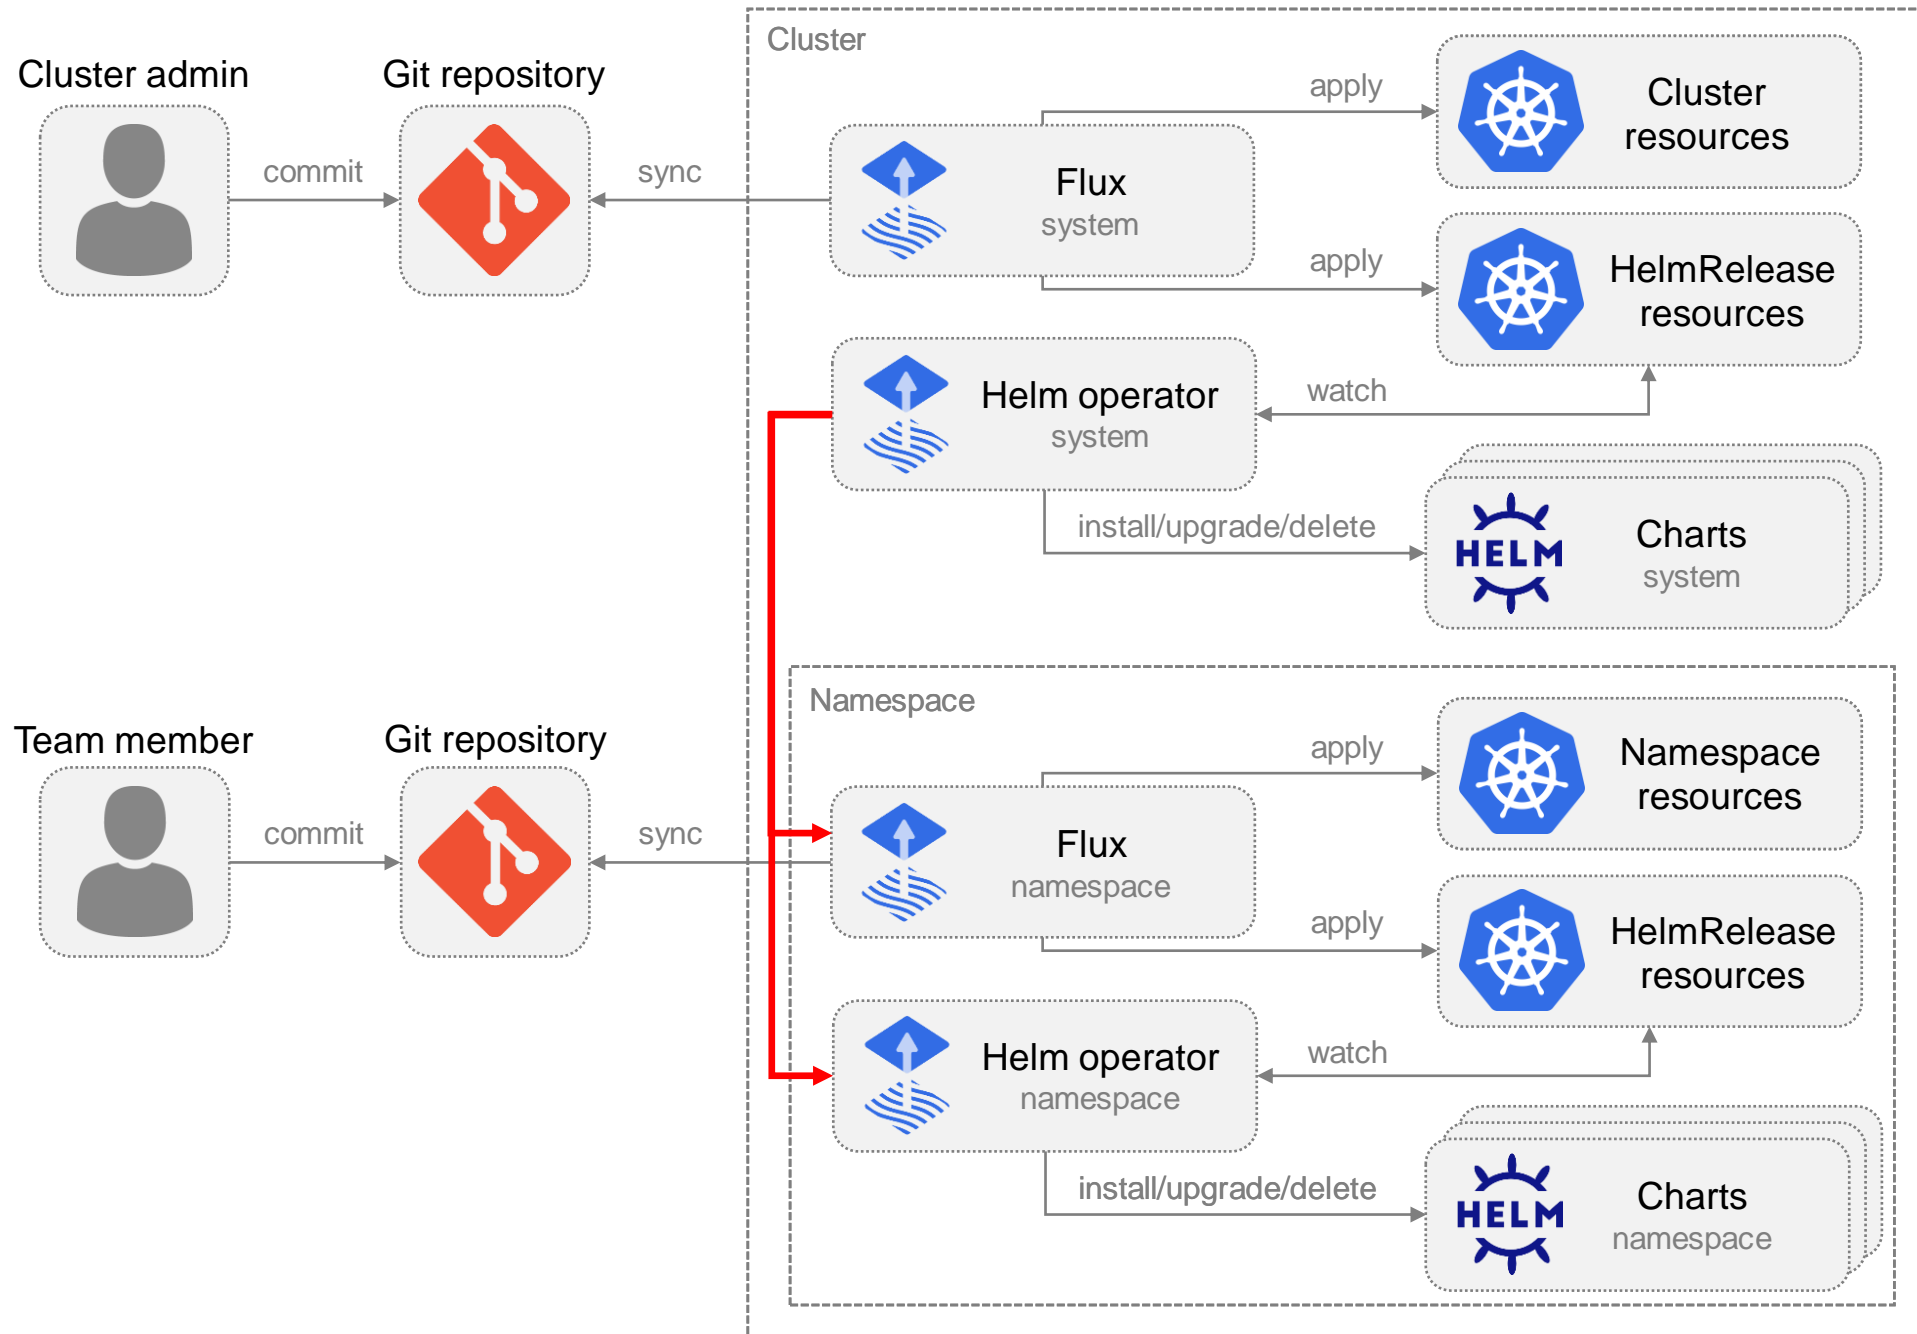 Cluster
Cluster admin
Git repository
commit
sync
Flux
system
apply
Cluster
resources
apply
HelmRelease
resources
Helm operator
system
watch
install/upgrade/delete
HELM
Charts
system
Namespace
Team member
Git repository
commit
sync
Flux
namespace
apply
Namespace
resources
apply
HelmRelease
resources
Helm operator
namespace
watch
install/upgrade/delete
HELM
Charts
namespace